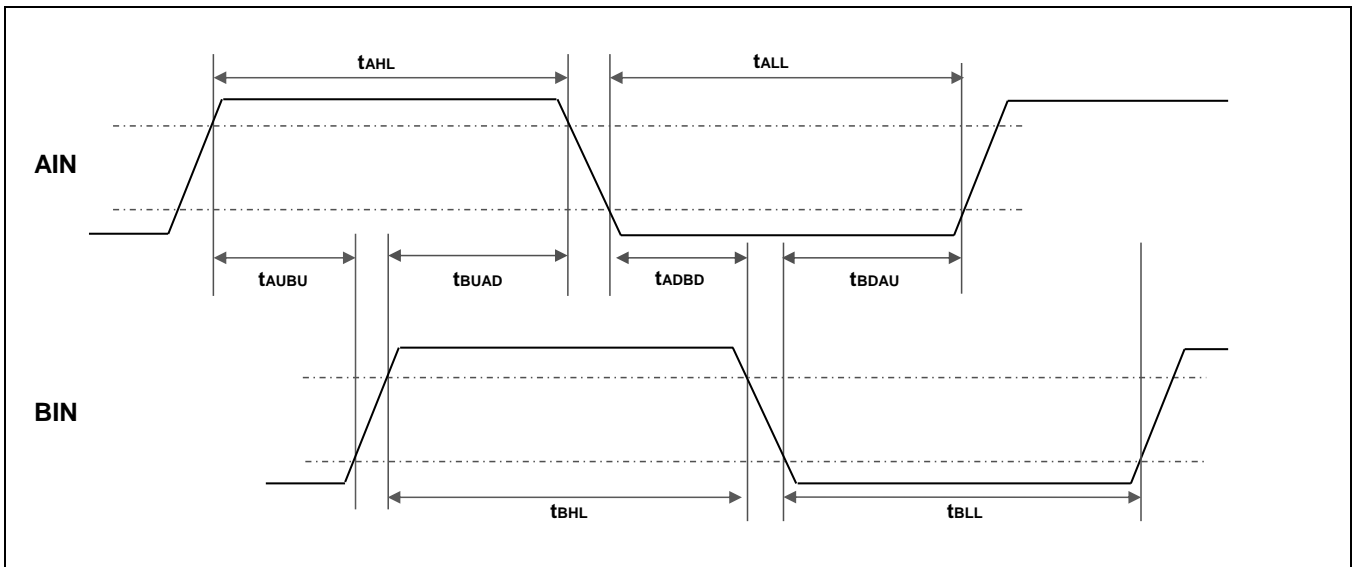 tAHL
tALL
AIN
tAUBU
tBUAD
tADBD
tBDAU
BIN
tBHL
tBLL